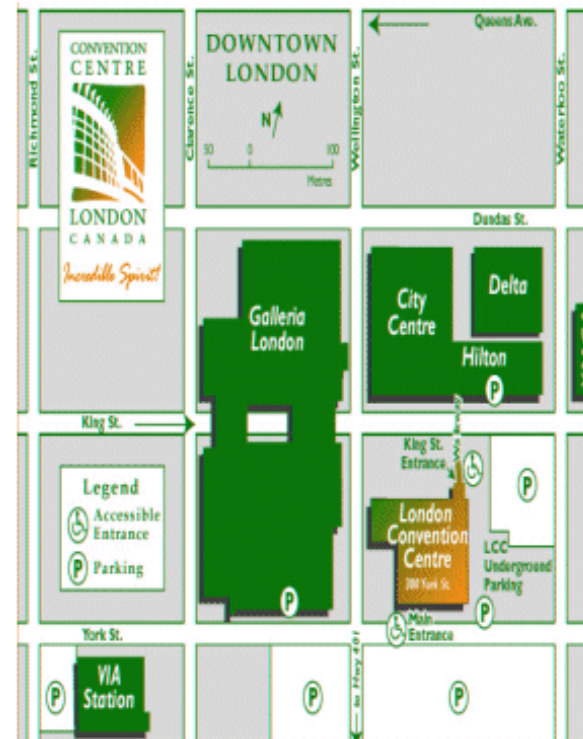 CONVENTION
CENTRE
LONDON
CANADA
Incredible Spirit!
DOWNTOWN
LONDON
N
50 0 100
Metres
Richmond St.
Clarence St.
Wellington St.
Waterloo St.
Queens Ave.
Dundas St.
Galleria
London
City
Centre
Delta
Hilton
P
King St.
Walkway
King St.
Entrance
P
Legend
Accessible
Entrance
P Parking
London
Convention
Centre
300 York St.
LCC
Underground
Parking
P
P
Main
Entrance
York St.
VIA
Station
P
P
to Hwy 401
P